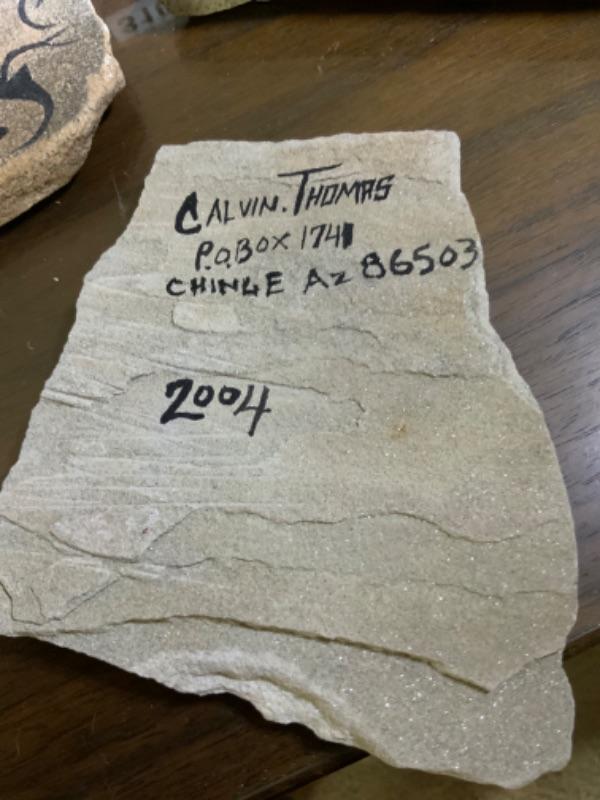 CALVIN. THOMAS
P.O.BOX 1741
CHINLE AZ 86503
2004